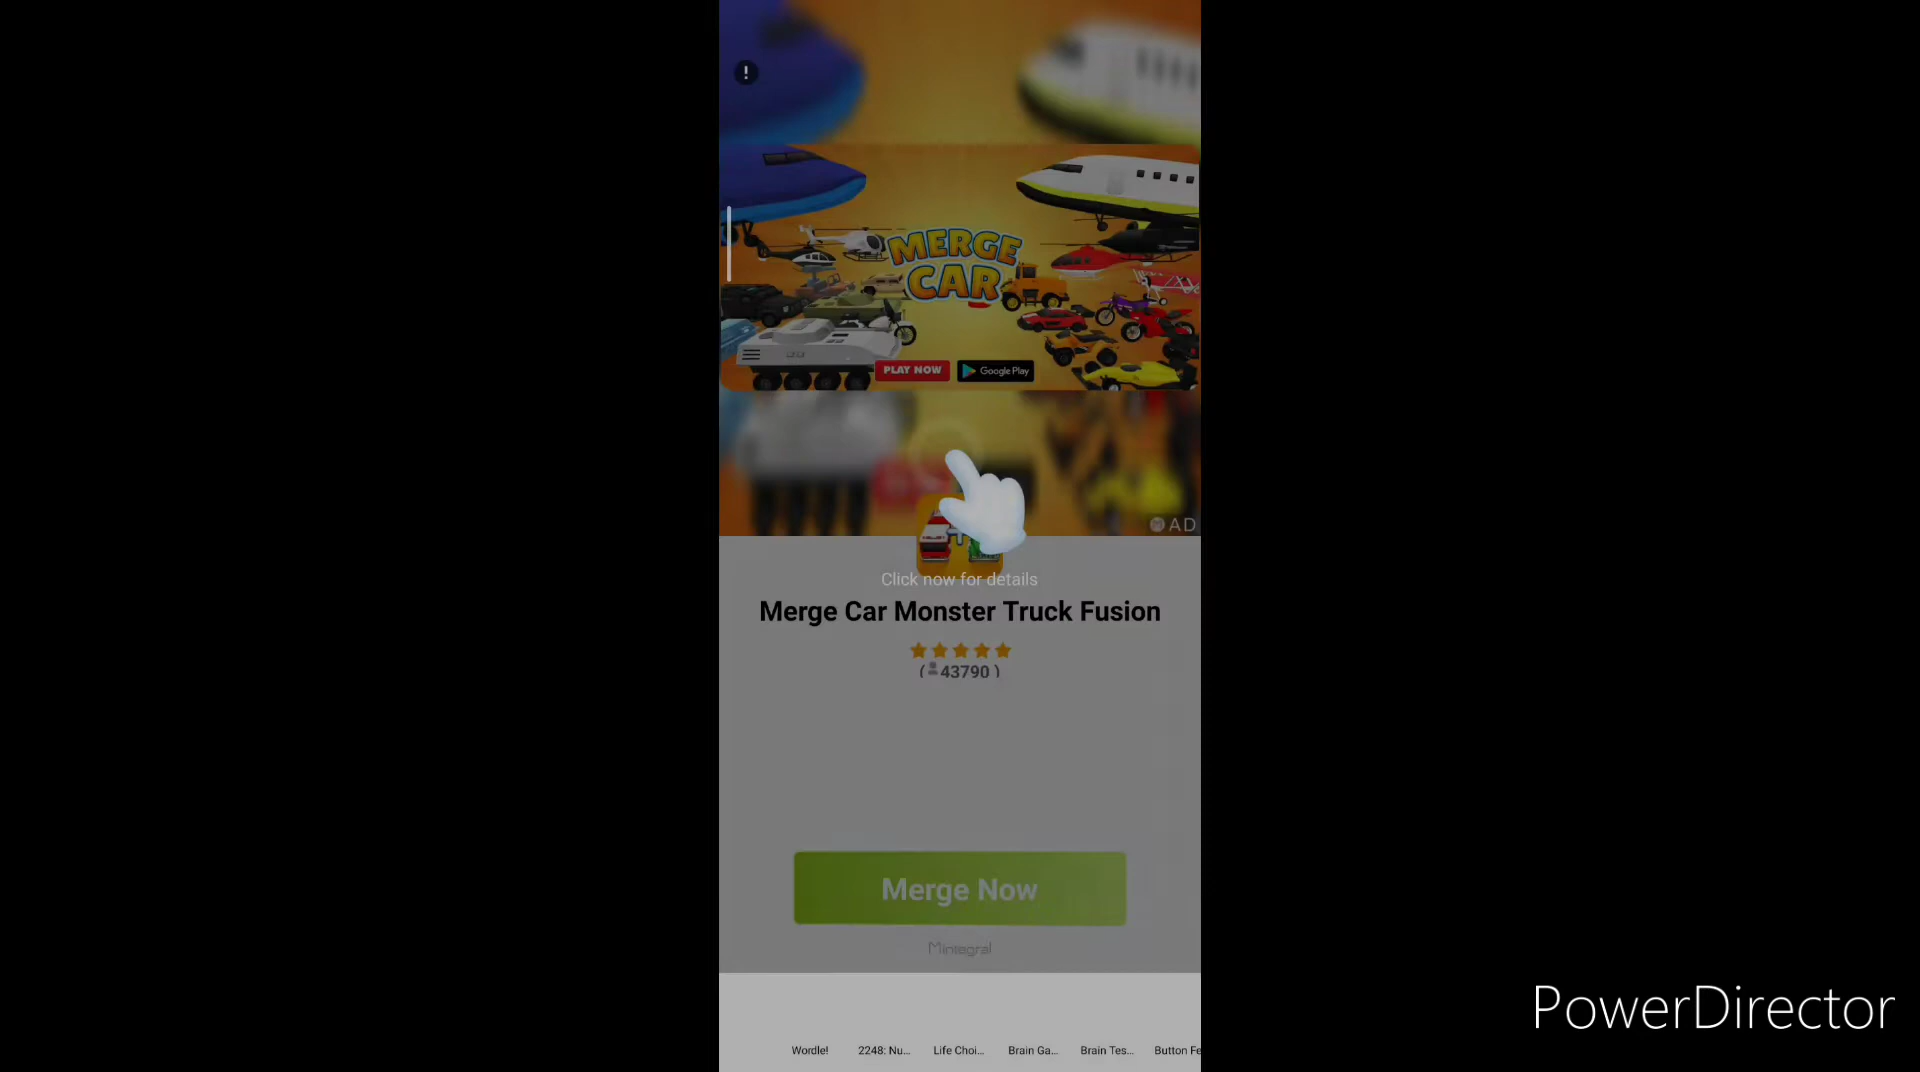 !
MERGE
CAR
PLAY NOW
Google Play
AD
Click now for details
Merge Car Monster Truck Fusion
( 43790 )
Merge Now
Mintegral
Wordle! 2248: Nu... Life Choi... Brain Ga... Brain Tes... Button Fe
PowerDirector